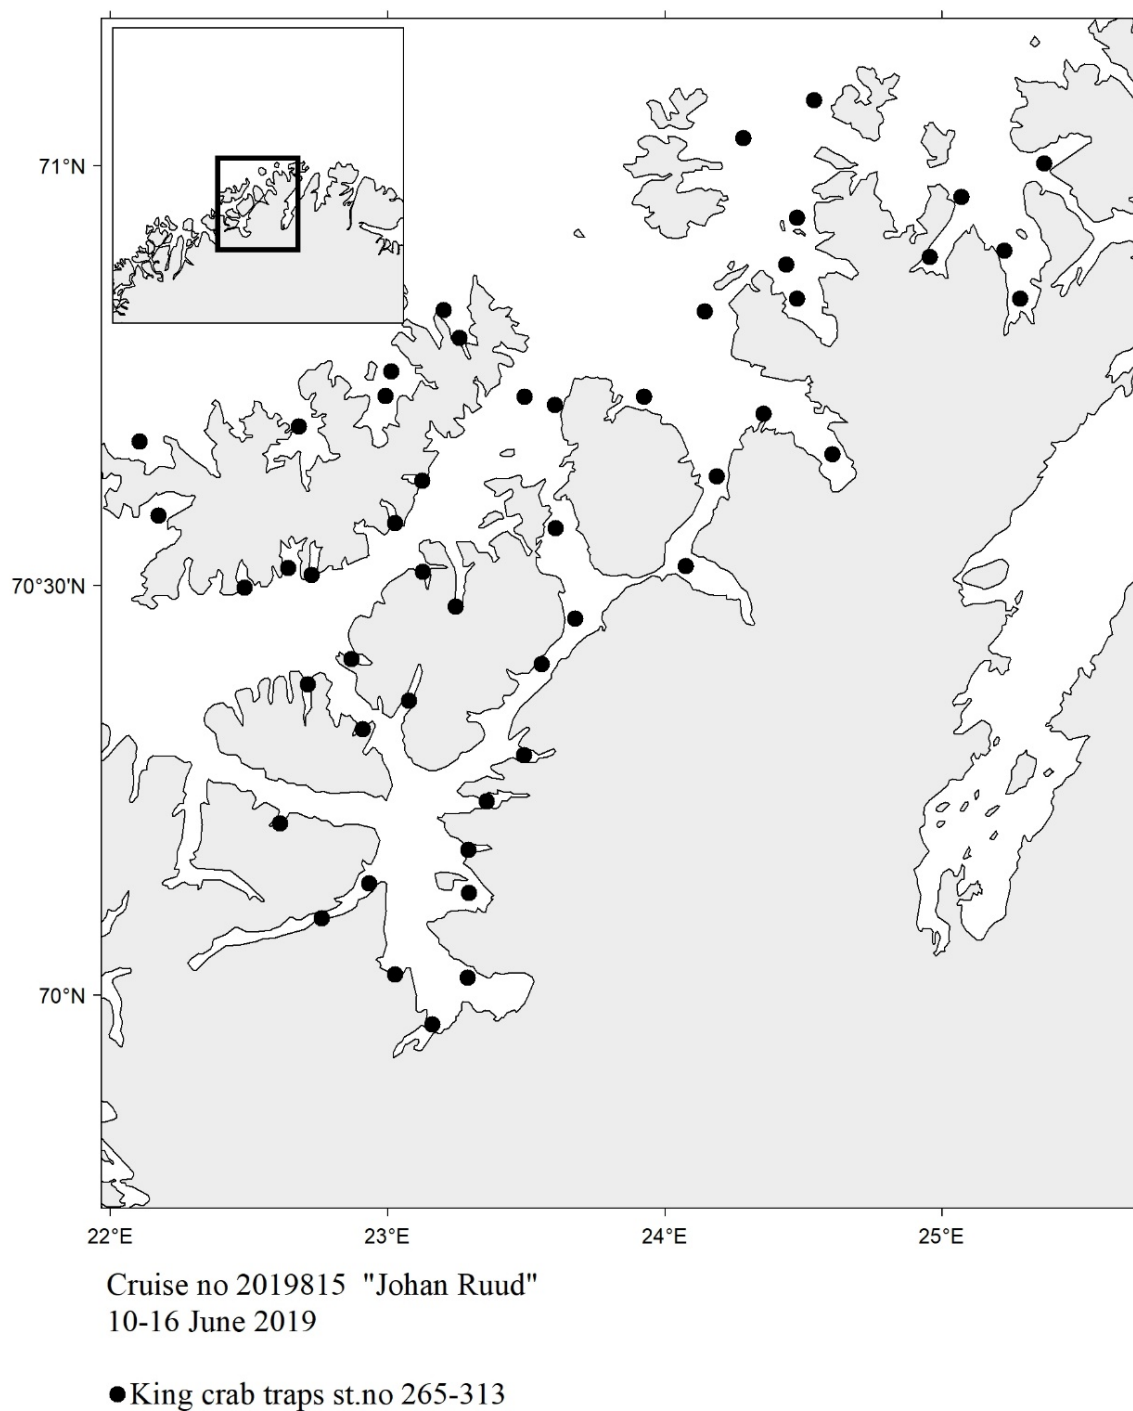 71°N
70°30'N
70°N
22°E 23°E 24°E 25°E
Cruise no 2019815 "Johan Ruud"
10-16 June 2019
King crab traps st.no 265-313